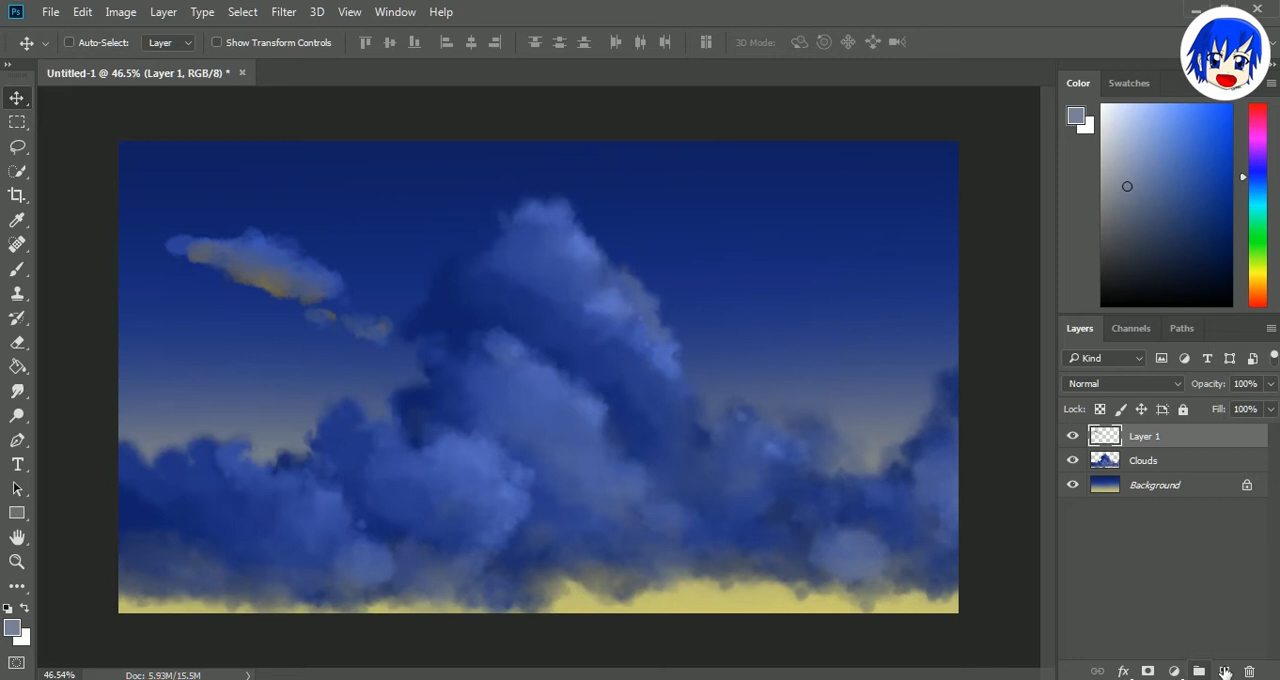 Ps File Edit Image Layer Type Select Filter 3D View Window Help
Auto-Select: Layer Show Transform Controls 3D Mode:
Untitled-1 @ 46.5% (Layer 1, RGB/8) *
Color Swatches
Layers Channels Paths
Kind
Normal Opacity: 100%
Lock: Fill: 100%
Layer 1
Clouds
Background
46.54% Doc: 5.93M/15.5M